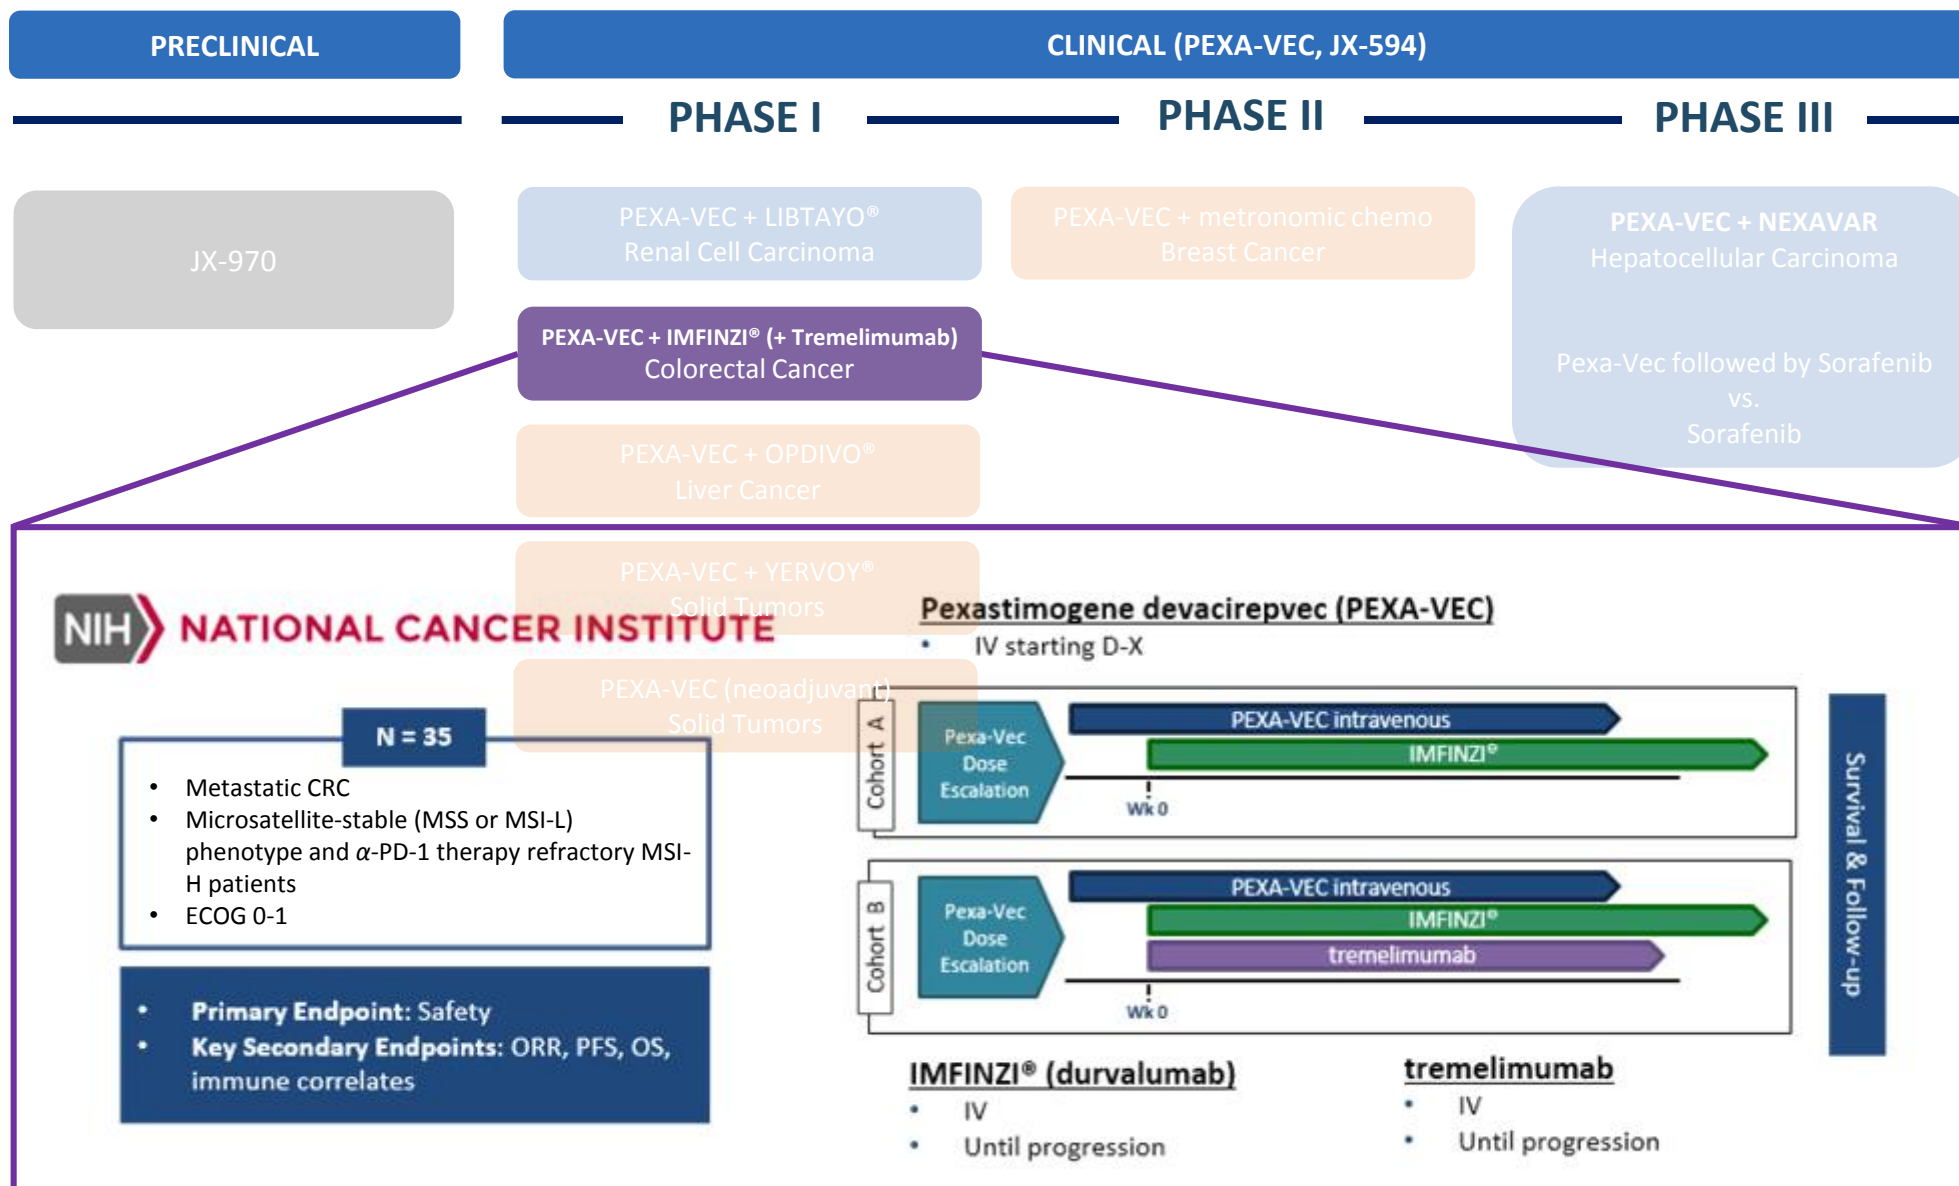 PRECLINICAL
CLINICAL (PEXA-VEC, JX-594)
PHASE I
PHASE II
PHASE III
JX-970
PEXA-VEC + LIBTAYO®
Renal Cell Carcinoma
PEXA-VEC + metronomic chemo
Breast Cancer
PEXA-VEC + NEXAVAR
Hepatocellular Carcinoma
Pexa-Vec followed by Sorafenib
vs.
Sorafenib
PEXA-VEC + IMFINZI® (+ Tremelimumab)
Colorectal Cancer
PEXA-VEC + OPDIVO®
Liver Cancer
PEXA-VEC + YERVOY®
Solid Tumors
PEXA-VEC (neoadjuvant)
Solid Tumors
NIH NATIONAL CANCER INSTITUTE
N = 35
• Metastatic CRC
• Microsatellite-stable (MSS or MSI-L)
phenotype and α-PD-1 therapy refractory MSI-
H patients
• ECOG 0-1
• Primary Endpoint: Safety
• Key Secondary Endpoints: ORR, PFS, OS,
immune correlates
Pexastimogene devacirepvec (PEXA-VEC)
• IV starting D-X
Cohort A
Pexa-Vec
Dose
Escalation
PEXA-VEC intravenous
IMFINZI®
Wk 0
Cohort B
Pexa-Vec
Dose
Escalation
PEXA-VEC intravenous
IMFINZI®
tremelimumab
Wk 0
Survival & Follow-up
IMFINZI® (durvalumab)
• IV
• Until progression
tremelimumab
• IV
• Until progression